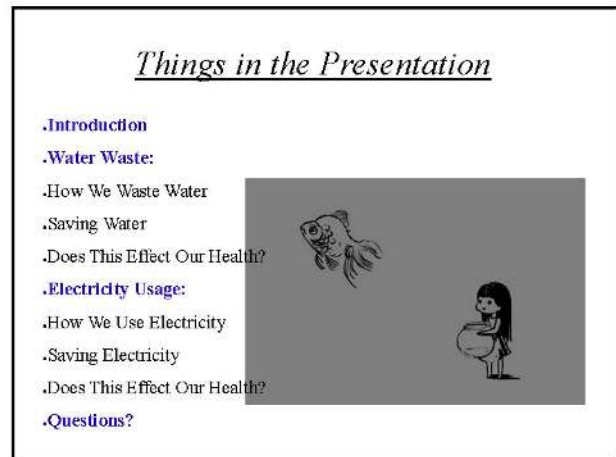 Things in the Presentation
.Introduction
.Water Waste:
.How We Waste Water
.Saving Water
.Does This Effect Our Health?
.Electricity Usage:
.How We Use Electricity
.Saving Electricity
.Does This Effect Our Health?
.Questions?